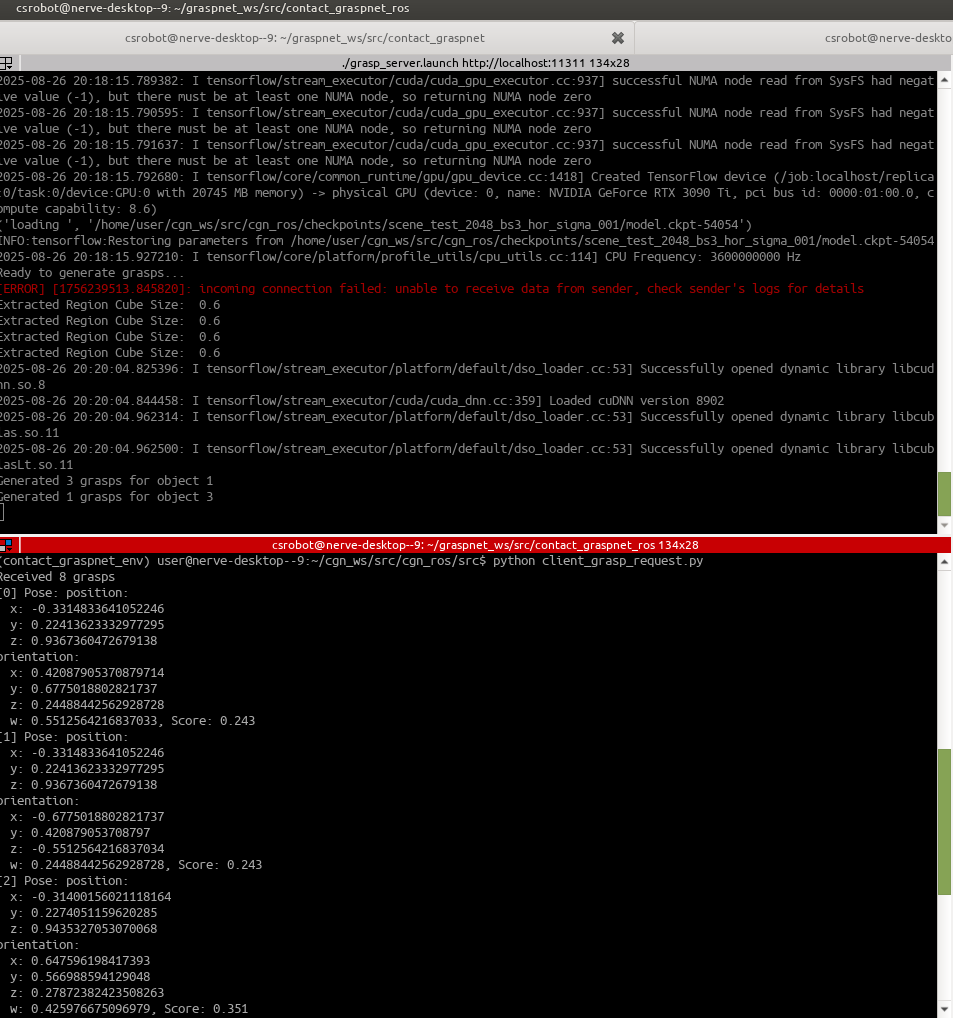 csrobot@nerve-desktop--9: ~/graspnet_ws/src/contact_graspnet_ros
csrobot@nerve-desktop--9: ~/graspnet_ws/src/contact_graspnet
csrobot@nerve-deskto
./grasp_server.launch http://localhost:11311 134x28
2025-08-26 20:18:15.789382: I tensorflow/stream_executor/cuda/cuda_gpu_executor.cc:937] successful NUMA node read from SysFS had negat
ive value (-1), but there must be at least one NUMA node, so returning NUMA node zero
2025-08-26 20:18:15.790595: I tensorflow/stream_executor/cuda/cuda_gpu_executor.cc:937] successful NUMA node read from SysFS had negat
ive value (-1), but there must be at least one NUMA node, so returning NUMA node zero
2025-08-26 20:18:15.791637: I tensorflow/stream_executor/cuda/cuda_gpu_executor.cc:937] successful NUMA node read from SysFS had negat
ive value (-1), but there must be at least one NUMA node, so returning NUMA node zero
2025-08-26 20:18:15.792680: I tensorflow/core/common_runtime/gpu/gpu_device.cc:1418] Created TensorFlow device (/job:localhost/replica
:0/task:0/device:GPU:0 with 20745 MB memory) -> physical GPU (device: 0, name: NVIDIA GeForce RTX 3090 Ti, pci bus id: 0000:01:00.0, c
ompute capability: 8.6)
('loading ', '/home/user/cgn_ws/src/cgn_ros/checkpoints/scene_test_2048_bs3_hor_sigma_001/model.ckpt-54054')
INFO:tensorflow:Restoring parameters from /home/user/cgn_ws/src/cgn_ros/checkpoints/scene_test_2048_bs3_hor_sigma_001/model.ckpt-54054
2025-08-26 20:18:15.927210: I tensorflow/core/platform/profile_utils/cpu_utils.cc:114] CPU Frequency: 3600000000 Hz
Ready to generate grasps...
[ERROR] [1756239513.845820]: incoming connection failed: unable to receive data from sender, check sender's logs for details
Extracted Region Cube Size:  0.6
Extracted Region Cube Size:  0.6
Extracted Region Cube Size:  0.6
Extracted Region Cube Size:  0.6
2025-08-26 20:20:04.825396: I tensorflow/stream_executor/platform/default/dso_loader.cc:53] Successfully opened dynamic library libcud
nn.so.8
2025-08-26 20:20:04.844458: I tensorflow/stream_executor/cuda/cuda_dnn.cc:359] Loaded cuDNN version 8902
2025-08-26 20:20:04.962314: I tensorflow/stream_executor/platform/default/dso_loader.cc:53] Successfully opened dynamic library libcub
las.so.11
2025-08-26 20:20:04.962500: I tensorflow/stream_executor/platform/default/dso_loader.cc:53] Successfully opened dynamic library libcub
lasLt.so.11
Generated 3 grasps for object 1
Generated 1 grasps for object 3
csrobot@nerve-desktop--9: ~/graspnet_ws/src/contact_graspnet_ros 134x28
(contact_graspnet_env) user@nerve-desktop--9:~/cgn_ws/src/cgn_ros/src$ python client_grasp_request.py
Received 8 grasps
[0] Pose: position:
  x: -0.3314833641052246
  y: 0.22413623332977295
  z: 0.9367360472679138
orientation:
  x: 0.42087905370879714
  y: 0.6775018802821737
  z: 0.24488442562928728
  w: 0.5512564216837033, Score: 0.243
[1] Pose: position:
  x: -0.3314833641052246
  y: 0.22413623332977295
  z: 0.9367360472679138
orientation:
  x: -0.6775018802821737
  y: 0.420879053708797
  z: -0.5512564216837034
  w: 0.24488442562928728, Score: 0.243
[2] Pose: position:
  x: -0.31400156021118164
  y: 0.2274051159620285
  z: 0.9435327053070068
orientation:
  x: 0.647596198417393
  y: 0.566988594129048
  z: 0.27872382423508263
  w: 0.425976675096979, Score: 0.351